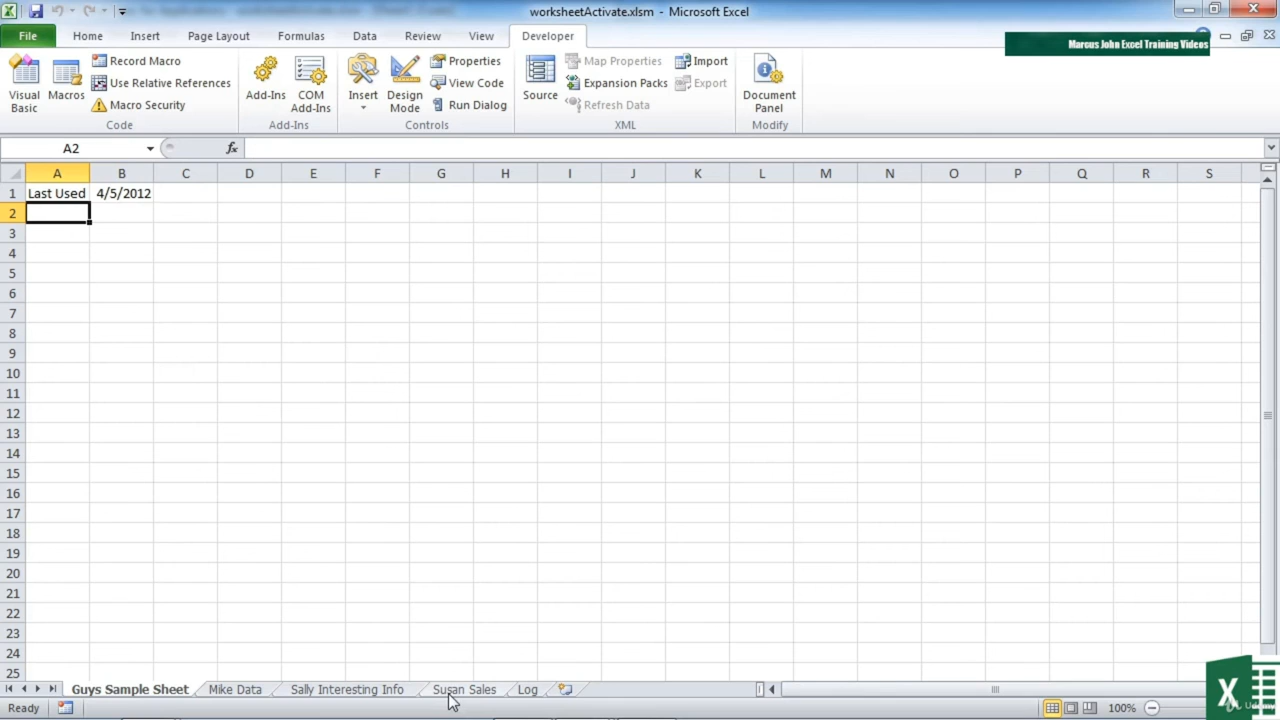 worksheetActivate.xlsm - Microsoft Excel
File Home Insert Page Layout Formulas Data Review View Developer
Marcus John Excel Training Videos
Visual Basic
Macros
Record Macro
Use Relative References
Macro Security
Code
Add-Ins
COM Add-Ins
Add-Ins
Insert
Design Mode
Properties
View Code
Run Dialog
Controls
Source
Map Properties
Expansion Packs
Refresh Data
Import
Export
XML
Document Panel
Modify
A2 fx
A B C D E F G H I J K L M N O P Q R S
1 Last Used 4/5/2012
2
3
4
5
6
7
8
9
10
11
12
13
14
15
16
17
18
19
20
21
22
23
24
25
Guys Sample Sheet Mike Data Sally Interesting Info Susan Sales Log
Ready 100%
X
Udemy